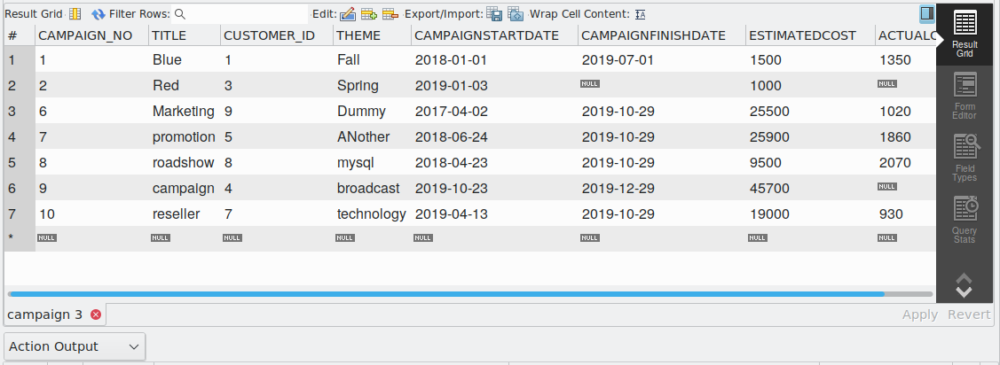 Result Grid Filter Rows: Edit: Export/Import: Wrap Cell Content: IA
# CAMPAIGN_NO TITLE CUSTOMER_ID THEME CAMPAIGNSTARTDATE CAMPAIGNFINISHDATE ESTIMATEDCOST ACTUALC
1 1 Blue 1 Fall 2018-01-01 2019-07-01 1500 1350
2 2 Red 3 Spring 2019-01-03 NULL 1000 NULL
3 6 Marketing 9 Dummy 2017-04-02 2019-10-29 25500 1020
4 7 promotion 5 ANother 2018-06-24 2019-10-29 25900 1860
5 8 roadshow 8 mysql 2018-04-23 2019-10-29 9500 2070
6 9 campaign 4 broadcast 2019-10-23 2019-12-29 45700 NULL
7 10 reseller 7 technology 2019-04-13 2019-10-29 19000 930
* NULL NULL NULL NULL NULL NULL NULL NULL
Result
Grid
Form
Editor
Field
Types
Query
Stats
campaign 3 Apply Revert
Action Output